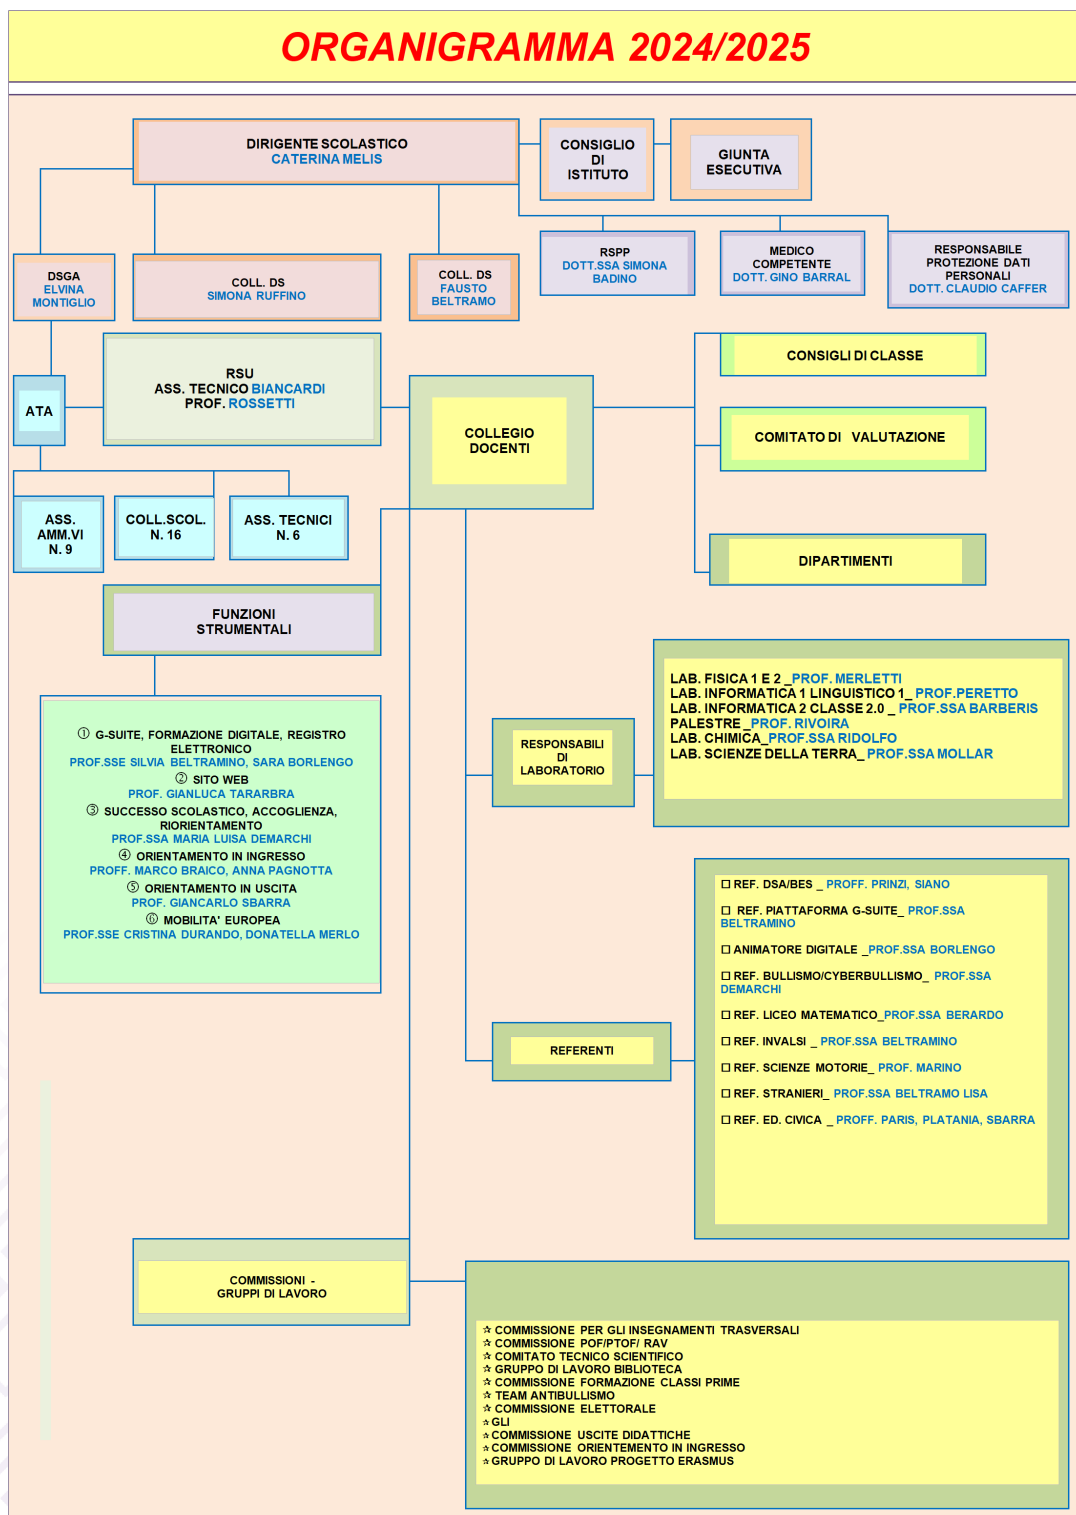 ORGANIGRAMMA 2024/2025
DIRIGENTE SCOLASTICO
CATERINA MELIS
CONSIGLIO
DI
ISTITUTO
GIUNTA
ESECUTIVA
DSGA
ELVINA
MONTIGLIO
COLL. DS
SIMONA RUFFINO
COLL. DS
FAUSTO
BELTRAMO
RSPP
DOTT.SSA SIMONA
BADINO
MEDICO
COMPETENTE
DOTT. GINO BARRAL
RESPONSABILE
PROTEZIONE DATI
PERSONALI
DOTT. CLAUDIO CAFFER
ATA
RSU
ASS. TECNICO BIANCARDI
PROF. ROSSETTI
COLLEGIO
DOCENTI
CONSIGLI DI CLASSE
COMITATO DI VALUTAZIONE
DIPARTIMENTI
ASS.
AMM.VI
N. 9
COLL.SCOL.
N. 16
ASS. TECNICI
N. 6
FUNZIONI
STRUMENTALI
① G-SUITE, FORMAZIONE DIGITALE, REGISTRO
ELETTRONICO
PROF.SSE SILVIA BELTRAMINO, SARA BORLENGO
② SITO WEB
PROF. GIANLUCA TARARBRA
③ SUCCESSO SCOLASTICO, ACCOGLIENZA,
RIORIENTAMENTO
PROF.SSA MARIA LUISA DEMARCHI
④ ORIENTAMENTO IN INGRESSO
PROFF. MARCO BRAICO, ANNA PAGNOTTA
⑤ ORIENTAMENTO IN USCITA
PROF. GIANCARLO SBARRA
⑥ MOBILITA' EUROPEA
PROF.SSE CRISTINA DURANDO, DONATELLA MERLO
RESPONSABILI
DI
LABORATORIO
LAB. FISICA 1 E 2 _PROF. MERLETTI
LAB. INFORMATICA 1 LINGUISTICO 1_ PROF.PERETTO
LAB. INFORMATICA 2 CLASSE 2.0 _ PROF.SSA BARBERIS
PALESTRE _PROF. RIVOIRA
LAB. CHIMICA_PROF.SSA RIDOLFO
LAB. SCIENZE DELLA TERRA_ PROF.SSA MOLLAR
REFERENTI
☐ REF. DSA/BES _ PROFF. PRINZI, SIANO
☐ REF. PIATTAFORMA G-SUITE_ PROF.SSA
BELTRAMINO
☐ ANIMATORE DIGITALE _PROF.SSA BORLENGO
☐ REF. BULLISMO/CYBERBULLISMO_ PROF.SSA
DEMARCHI
☐ REF. LICEO MATEMATICO_PROF.SSA BERARDO
☐ REF. INVALSI _ PROF.SSA BELTRAMINO
☐ REF. SCIENZE MOTORIE_ PROF. MARINO
☐ REF. STRANIERI_ PROF.SSA BELTRAMO LISA
☐ REF. ED. CIVICA _ PROFF. PARIS, PLATANIA, SBARRA
COMMISSIONI -
GRUPPI DI LAVORO
✰ COMMISSIONE PER GLI INSEGNAMENTI TRASVERSALI
✰ COMMISSIONE POF/PTOF/ RAV
✰ COMITATO TECNICO SCIENTIFICO
✰ GRUPPO DI LAVORO BIBLIOTECA
✰ COMMISSIONE FORMAZIONE CLASSI PRIME
✰ TEAM ANTIBULLISMO
✰ COMMISSIONE ELETTORALE
✰ GLI
✰ COMMISSIONE USCITE DIDATTICHE
✰ COMMISSIONE ORIENTEMENTO IN INGRESSO
✰ GRUPPO DI LAVORO PROGETTO ERASMUS